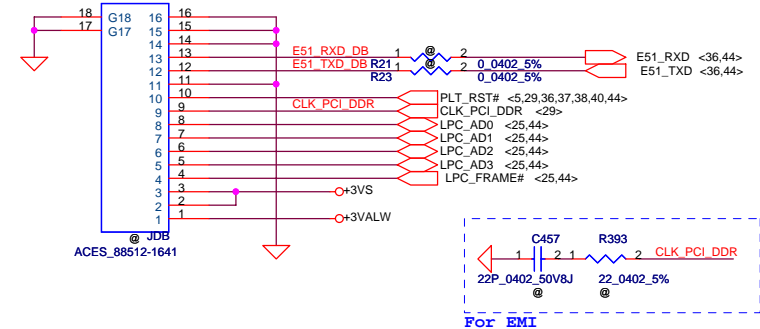 18 G18 16 16
17 G17 15 15
14 14
13 13 E51_RXD_DB 1 @ 2 E51_RXD <36,44>
R21 0_0402_5%
12 12 E51_TXD_DB 1 @ 2 E51_TXD <36,44>
R23 0_0402_5%
11 11
10 10 PLT_RST# <5,29,36,37,38,40,44>
9 9 CLK_PCI_DDR CLK_PCI_DDR <29>
8 8 LPC_AD0 <25,44>
7 7 LPC_AD1 <25,44>
6 6 LPC_AD2 <25,44>
5 5 LPC_AD3 <25,44>
4 4 LPC_FRAME# <25,44>
3 3 +3VS
2 2
1 1 +3VALW
@ JDB
ACES_88512-1641
C457 R393
1 2 1 2 CLK_PCI_DDR
22P_0402_50V8J 22_0402_5%
@ @
For EMI